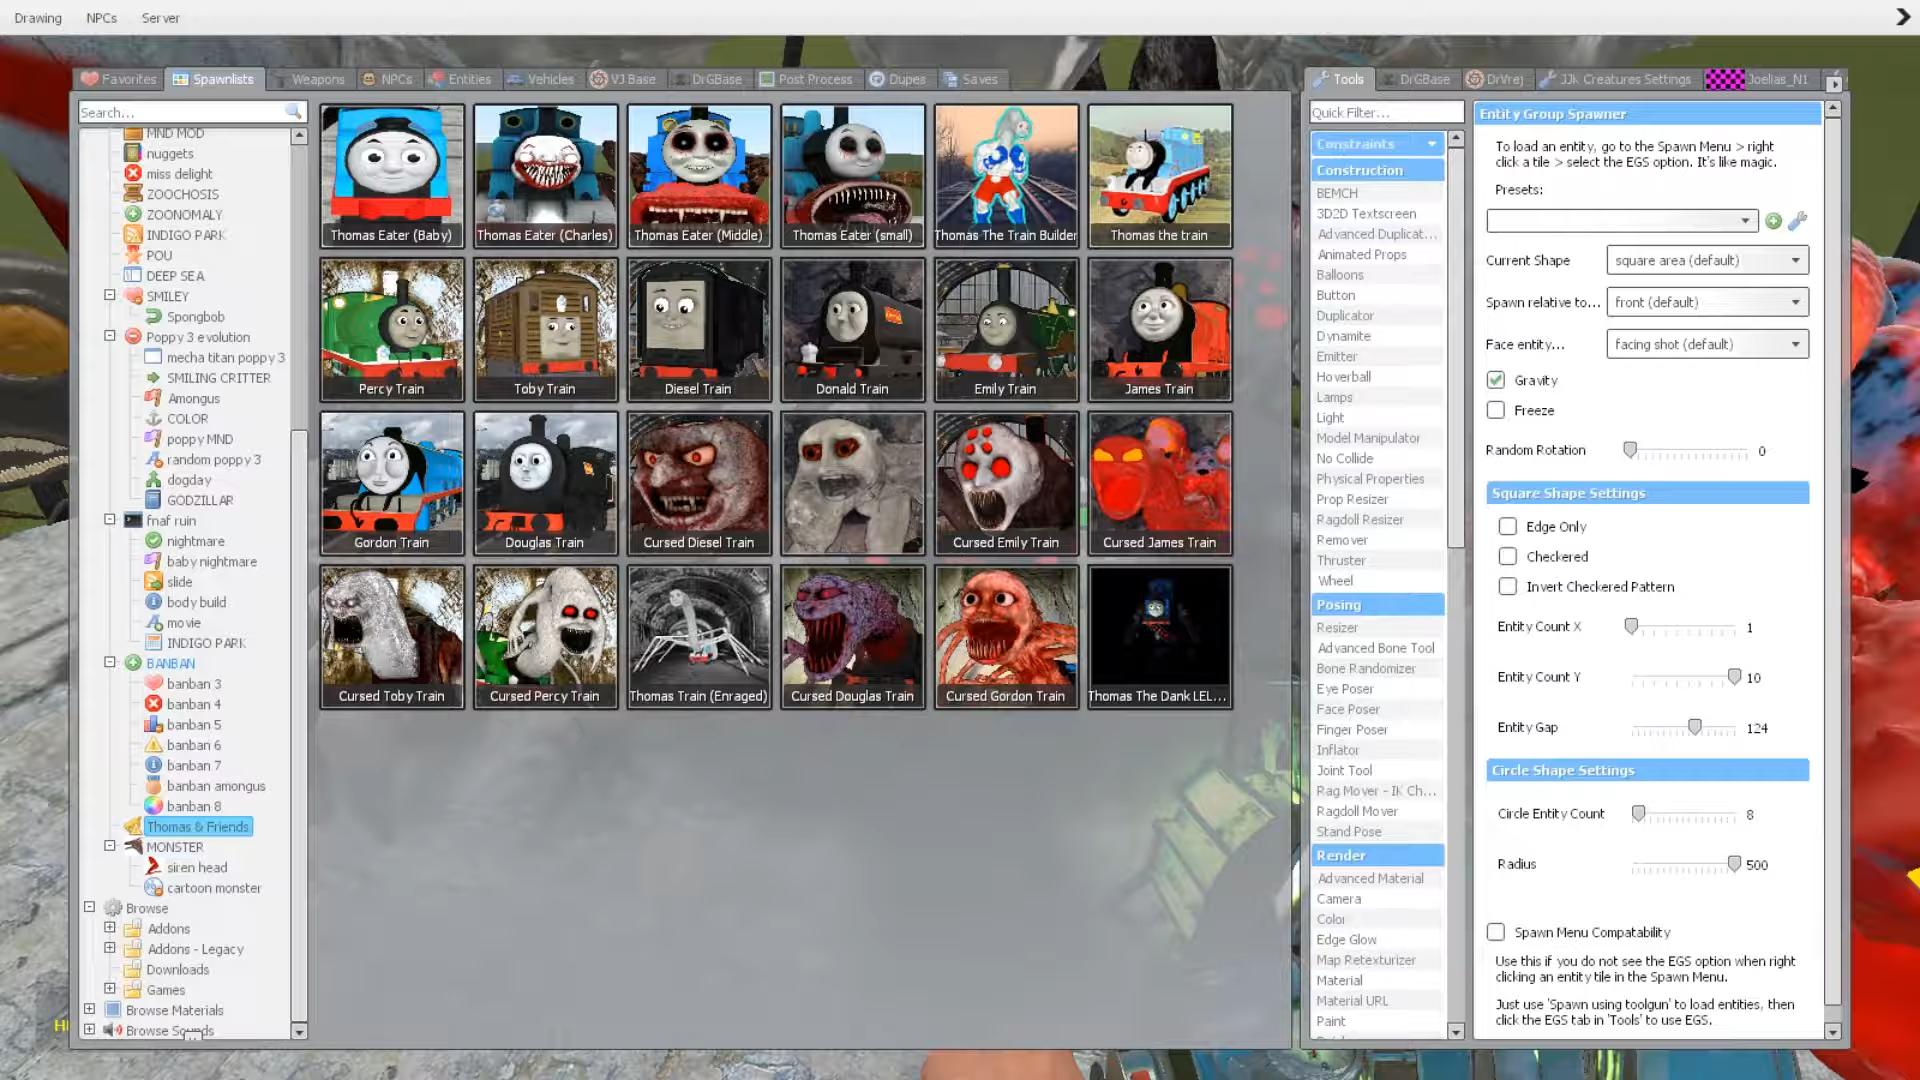 Drawing NPCs Server
Favorites Spawnlists Weapons NPCs Entities Vehicles VJ Base DrGBase Post Process Dupes Saves
Search...
MND MOD
nuggets
miss delight
ZOOCHOSIS
ZOONOMALY
INDIGO PARK
POU
DEEP SEA
SMILEY
Spongbob
Poppy 3 evolution
mecha titan poppy 3
SMILING CRITTER
Amongus
COLOR
poppy MND
random poppy 3
dogday
GODZILLAR
fnaf ruin
nightmare
baby nightmare
slide
body build
movie
INDIGO PARK
BANBAN
banban 3
banban 4
banban 5
banban 6
banban 7
banban amongus
banban 8
Thomas & Friends
MONSTER
siren head
cartoon monster
Browse
Addons
Addons - Legacy
Downloads
Games
Browse Materials
Browse Sounds
Thomas Eater (Baby) Thomas Eater (Charles) Thomas Eater (Middle) Thomas Eater (small) Thomas The Train Builder Thomas the train
Percy Train Toby Train Diesel Train Donald Train Emily Train James Train
Gordon Train Douglas Train Cursed Diesel Train Cursed Emily Train Cursed James Train
Cursed Toby Train Cursed Percy Train Thomas Train (Enraged) Cursed Douglas Train Cursed Gordon Train Thomas The Dank LEL...
Tools DrGBase DrVrej JJK Creatures Settings Joelias_N1
Quick Filter...
Constraints
Construction
BEMCH
3D2D Textscreen
Advanced Duplicat...
Animated Props
Balloons
Button
Duplicator
Dynamite
Emitter
Hoverball
Lamps
Light
Model Manipulator
No Collide
Physical Properties
Prop Resizer
Ragdoll Resizer
Remover
Thruster
Wheel
Posing
Resizer
Advanced Bone Tool
Bone Randomizer
Eye Poser
Face Poser
Finger Poser
Inflator
Joint Tool
Rag Mover - IK Ch...
Ragdoll Mover
Stand Pose
Render
Advanced Material
Camera
Color
Edge Glow
Map Retexturizer
Material
Material URL
Paint
Entity Group Spawner
To load an entity, go to the Spawn Menu > right
click a tile > select the EGS option. It's like magic.
Presets:
Current Shape square area (default)
Spawn relative to... front (default)
Face entity... facing shot (default)
Gravity
Freeze
Random Rotation 0
Square Shape Settings
Edge Only
Checkered
Invert Checkered Pattern
Entity Count X 1
Entity Count Y 10
Entity Gap 124
Circle Shape Settings
Circle Entity Count 8
Radius 500
Spawn Menu Compatability
Use this if you do not see the EGS option when right
clicking an entity tile in the Spawn Menu.
Just use 'Spawn using toolgun' to load entities, then
click the EGS tab in 'Tools' to use EGS.